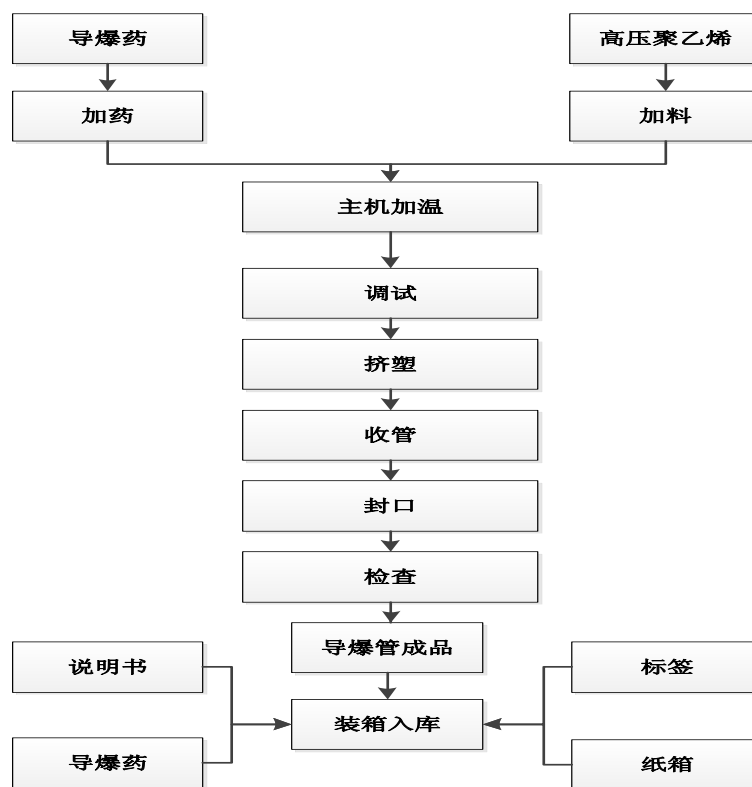 导爆药
高压聚乙烯
加药
加料
主机加温
调试
挤塑
收管
封口
检查
导爆管成品
说明书
标签
装箱入库
导爆药
纸箱